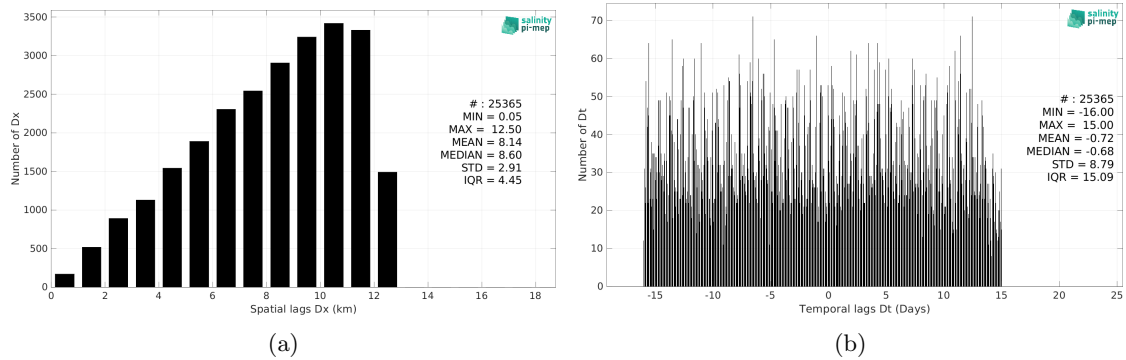 3500
3000
2500
2000
1500
1000
500
0
Number of Dx
0 2 4 6 8 10 12 14 16 18
Spatial lags Dx (km)
salinity
pi-mep
# : 25365
MIN = 0.05
MAX = 12.50
MEAN = 8.14
MEDIAN = 8.60
STD = 2.91
IQR = 4.45
(a)
70
60
50
40
30
20
10
0
Number of Dt
-15 -10 -5 0 5 10 15 20 25
Temporal lags Dt (Days)
salinity
pi-mep
# : 25365
MIN = -16.00
MAX = 15.00
MEAN = -0.72
MEDIAN = -0.68
STD = 8.79
IQR = 15.09
(b)